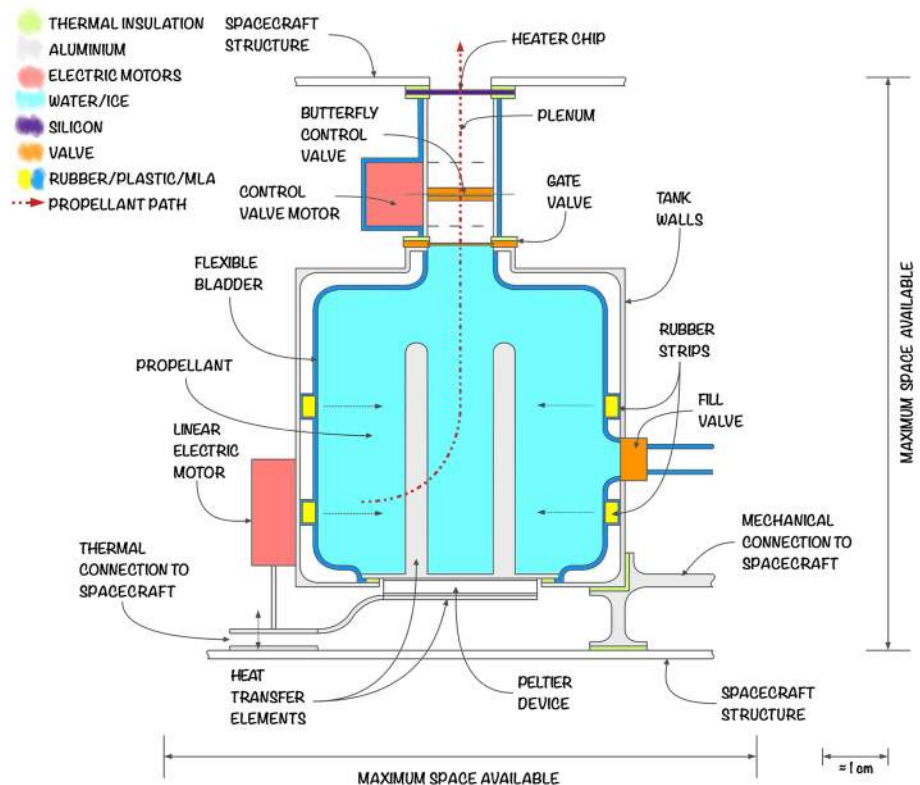 THERMAL INSULATION
ALUMINIUM
ELECTRIC MOTORS
WATER/ICE
SILICON
VALVE
RUBBER/PLASTIC/MLA
PROPELLANT PATH
SPACECRAFT
STRUCTURE
HEATER CHIP
BUTTERFLY
CONTROL
VALVE
PLENUM
CONTROL
VALVE MOTOR
GATE
VALVE
TANK
WALLS
FLEXIBLE
BLADDER
PROPELLANT
RUBBER
STRIPS
LINEAR
ELECTRIC
MOTOR
FILL
VALVE
MAXIMUM SPACE AVAILABLE
THERMAL
CONNECTION TO
SPACECRAFT
MECHANICAL
CONNECTION TO
SPACECRAFT
HEAT
TRANSFER
ELEMENTS
PELTIER
DEVICE
SPACECRAFT
STRUCTURE
MAXIMUM SPACE AVAILABLE
≈ 1 cm